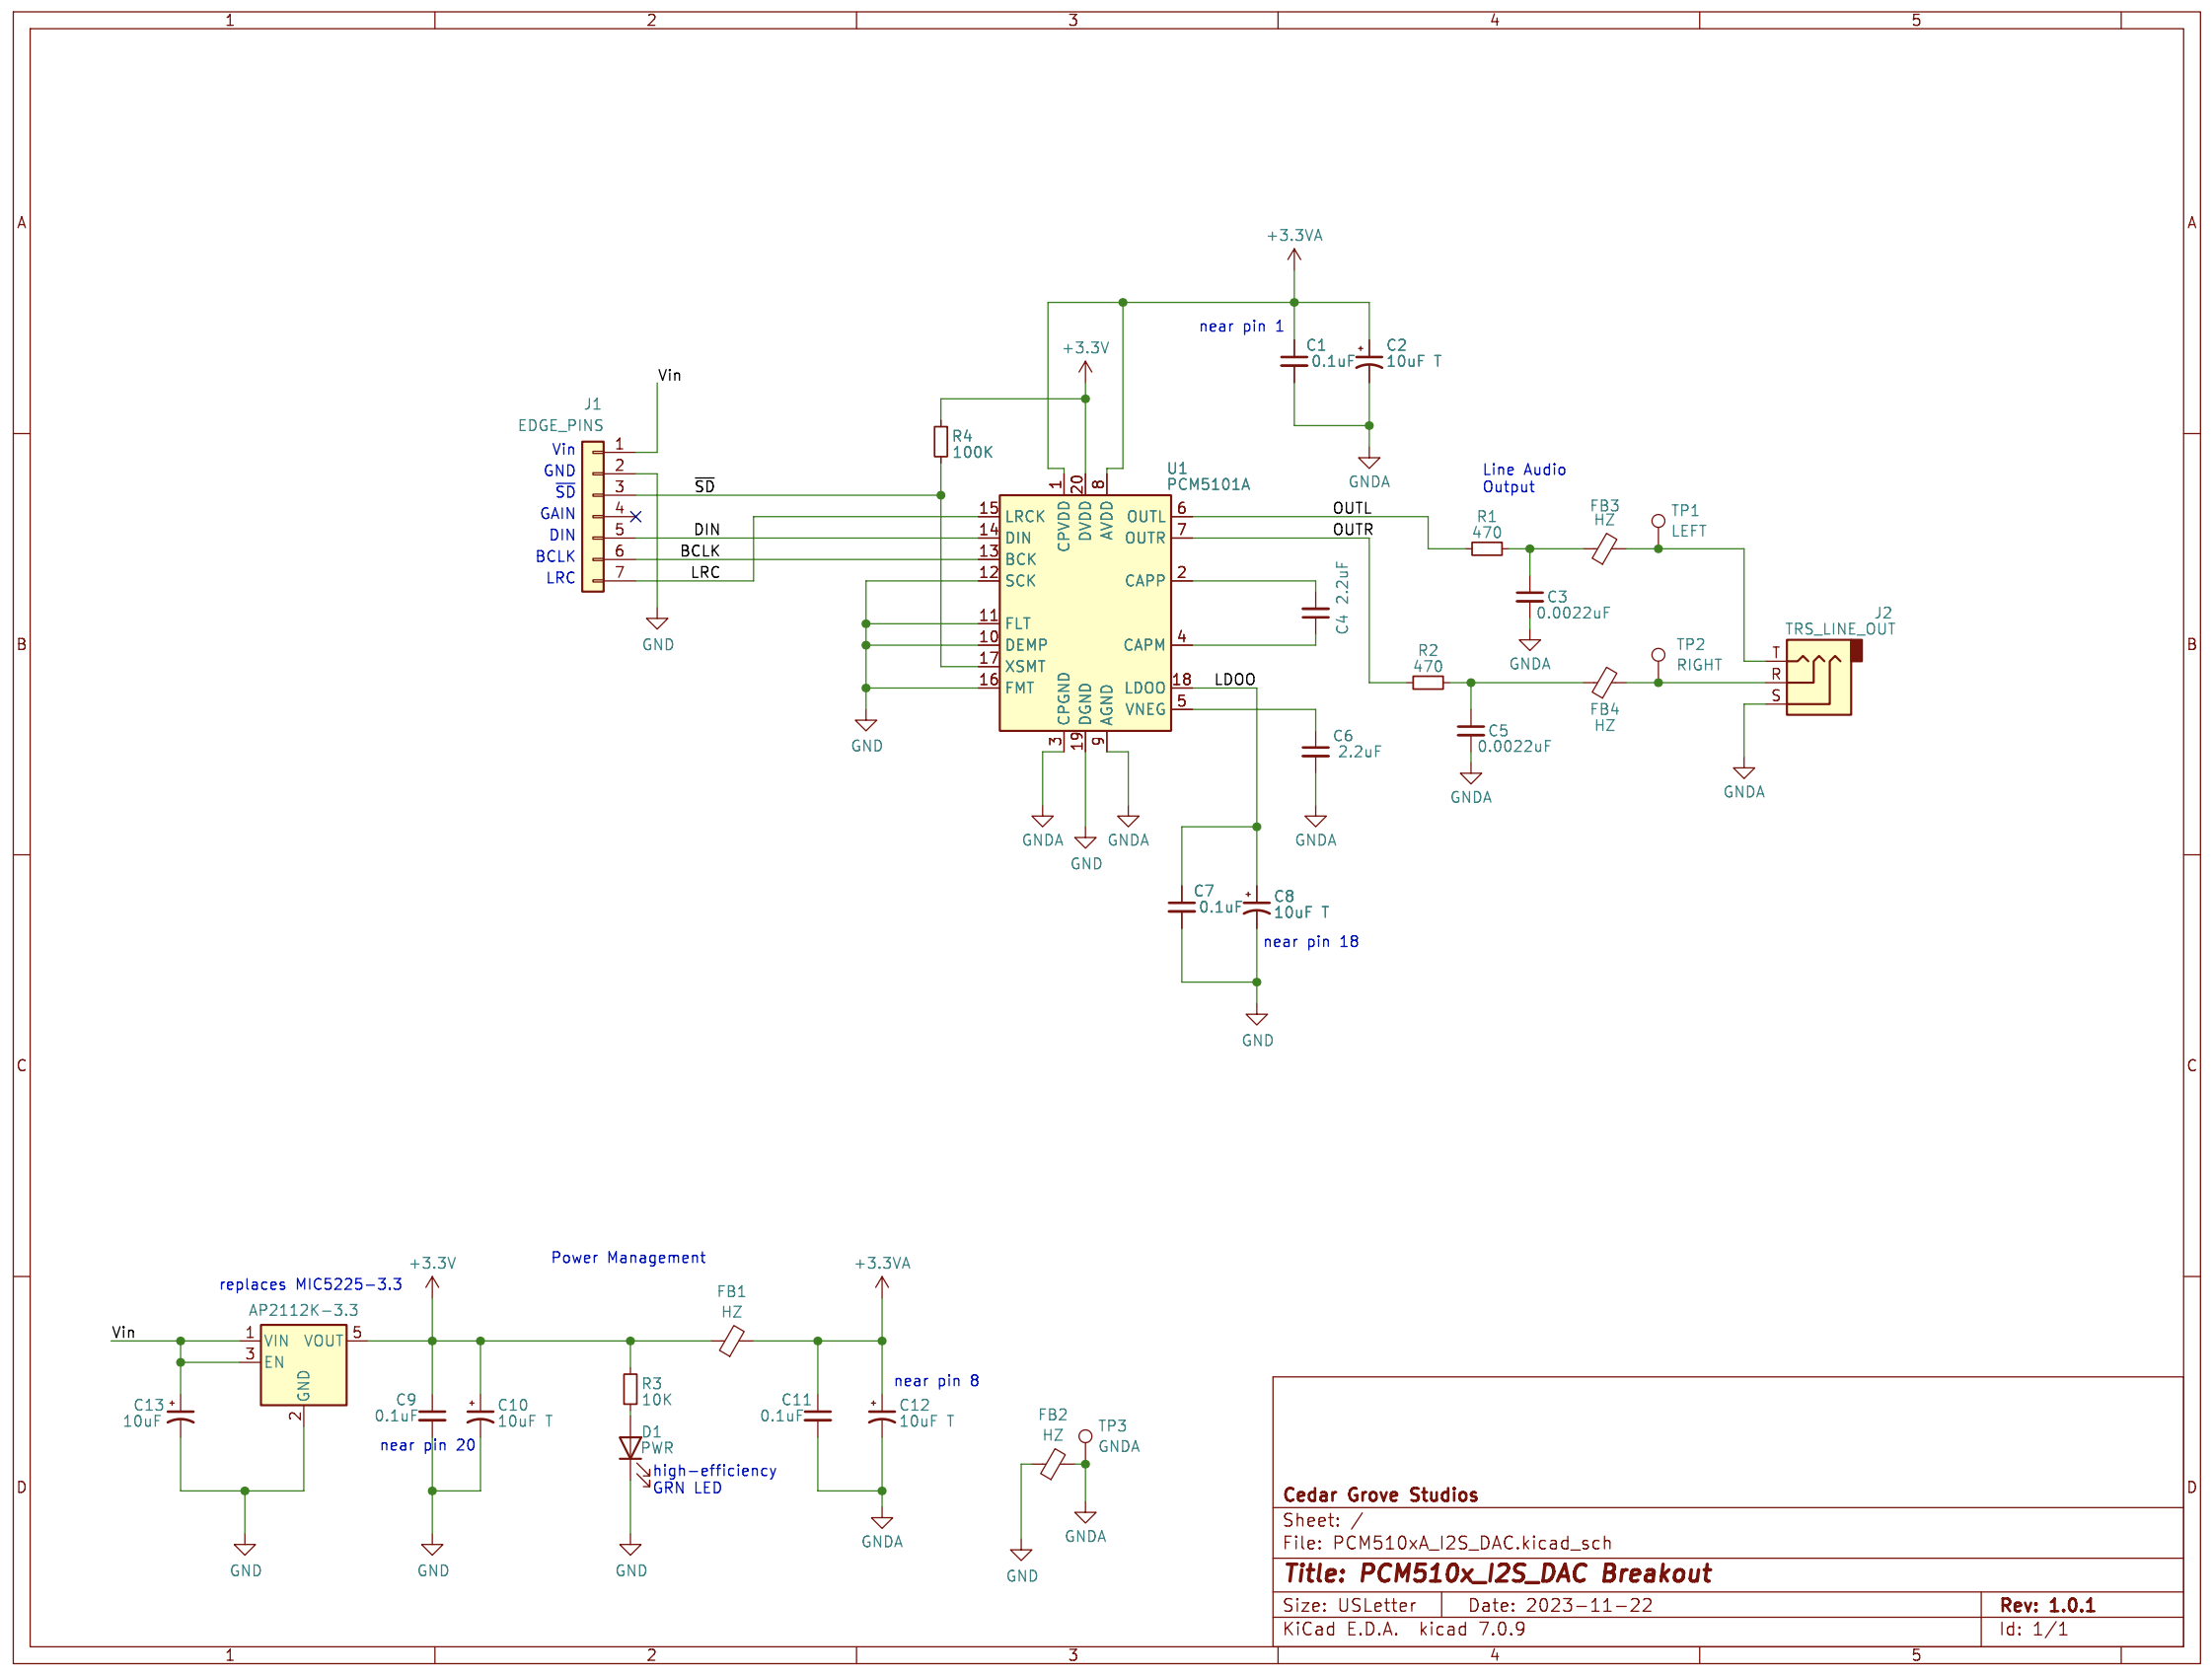 1 2 3 4 5
A A
+3.3VA
near pin 1
C1
0.1uF
C2
10uF T
GNDA
+3.3V
Vin
J1
EDGE_PINS
Vin 1
GND 2
SD 3 SD
GAIN 4
DIN 5 DIN
BCLK 6 BCLK
LRC 7 LRC
GND
R4
100K
U1
PCM5101A
1 20 8
CPVDD DVDD AVDD
15 LRCK
14 DIN
13 BCK
12 SCK
11 FLT
10 DEMP
17 XSMT
16 FMT
OUTL 6 OUTL
OUTR 7 OUTR
CAPP 2
CAPM 4
LDOO 18 LDOO
VNEG 5
CPGND DGND AGND
3 19 9
GND
GNDA
GND
GNDA
C4 2.2uF
C6
2.2uF
GNDA
Line Audio
Output
R1
470
FB3
HZ
TP1
LEFT
C3
0.0022uF
GNDA
R2
470
FB4
HZ
TP2
RIGHT
C5
0.0022uF
GNDA
J2
TRS_LINE_OUT
T
R
S
GNDA
B B
C7
0.1uF
C8
10uF T
near pin 18
GND
C C
Power Management
replaces MIC5225-3.3
AP2112K-3.3
Vin
1 VIN VOUT 5
3 EN
GND
2
C13
10uF
GND
+3.3V
C9
0.1uF
C10
10uF T
near pin 20
GND
R3
10K
D1
PWR
high-efficiency
GRN LED
GND
FB1
HZ
+3.3VA
near pin 8
C11
0.1uF
C12
10uF T
GNDA
FB2
HZ
TP3
GNDA
GNDA
GND
D D
Cedar Grove Studios
Sheet: /
File: PCM510xA_I2S_DAC.kicad_sch
Title: PCM510x_I2S_DAC Breakout
Size: USLetter Date: 2023-11-22 Rev: 1.0.1
KiCad E.D.A. kicad 7.0.9 Id: 1/1
1 2 3 4 5